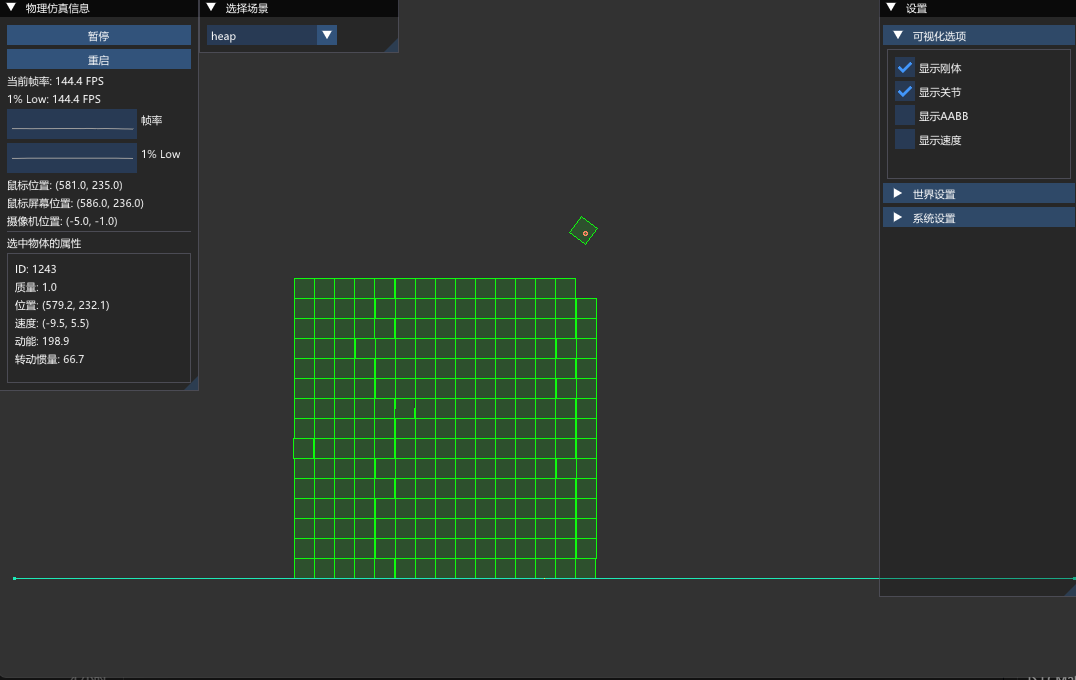 物理仿真信息
暂停
重启
当前帧率: 144.4 FPS
1% Low: 144.4 FPS
帧率
1% Low
鼠标位置: (581.0, 235.0)
鼠标屏幕位置: (586.0, 236.0)
摄像机位置: (-5.0, -1.0)
选中物体的属性
ID: 1243
质量: 1.0
位置: (579.2, 232.1)
速度: (-9.5, 5.5)
动能: 198.9
转动惯量: 66.7
选择场景
heap
设置
可视化选项
显示刚体
显示关节
显示AABB
显示速度
世界设置
系统设置